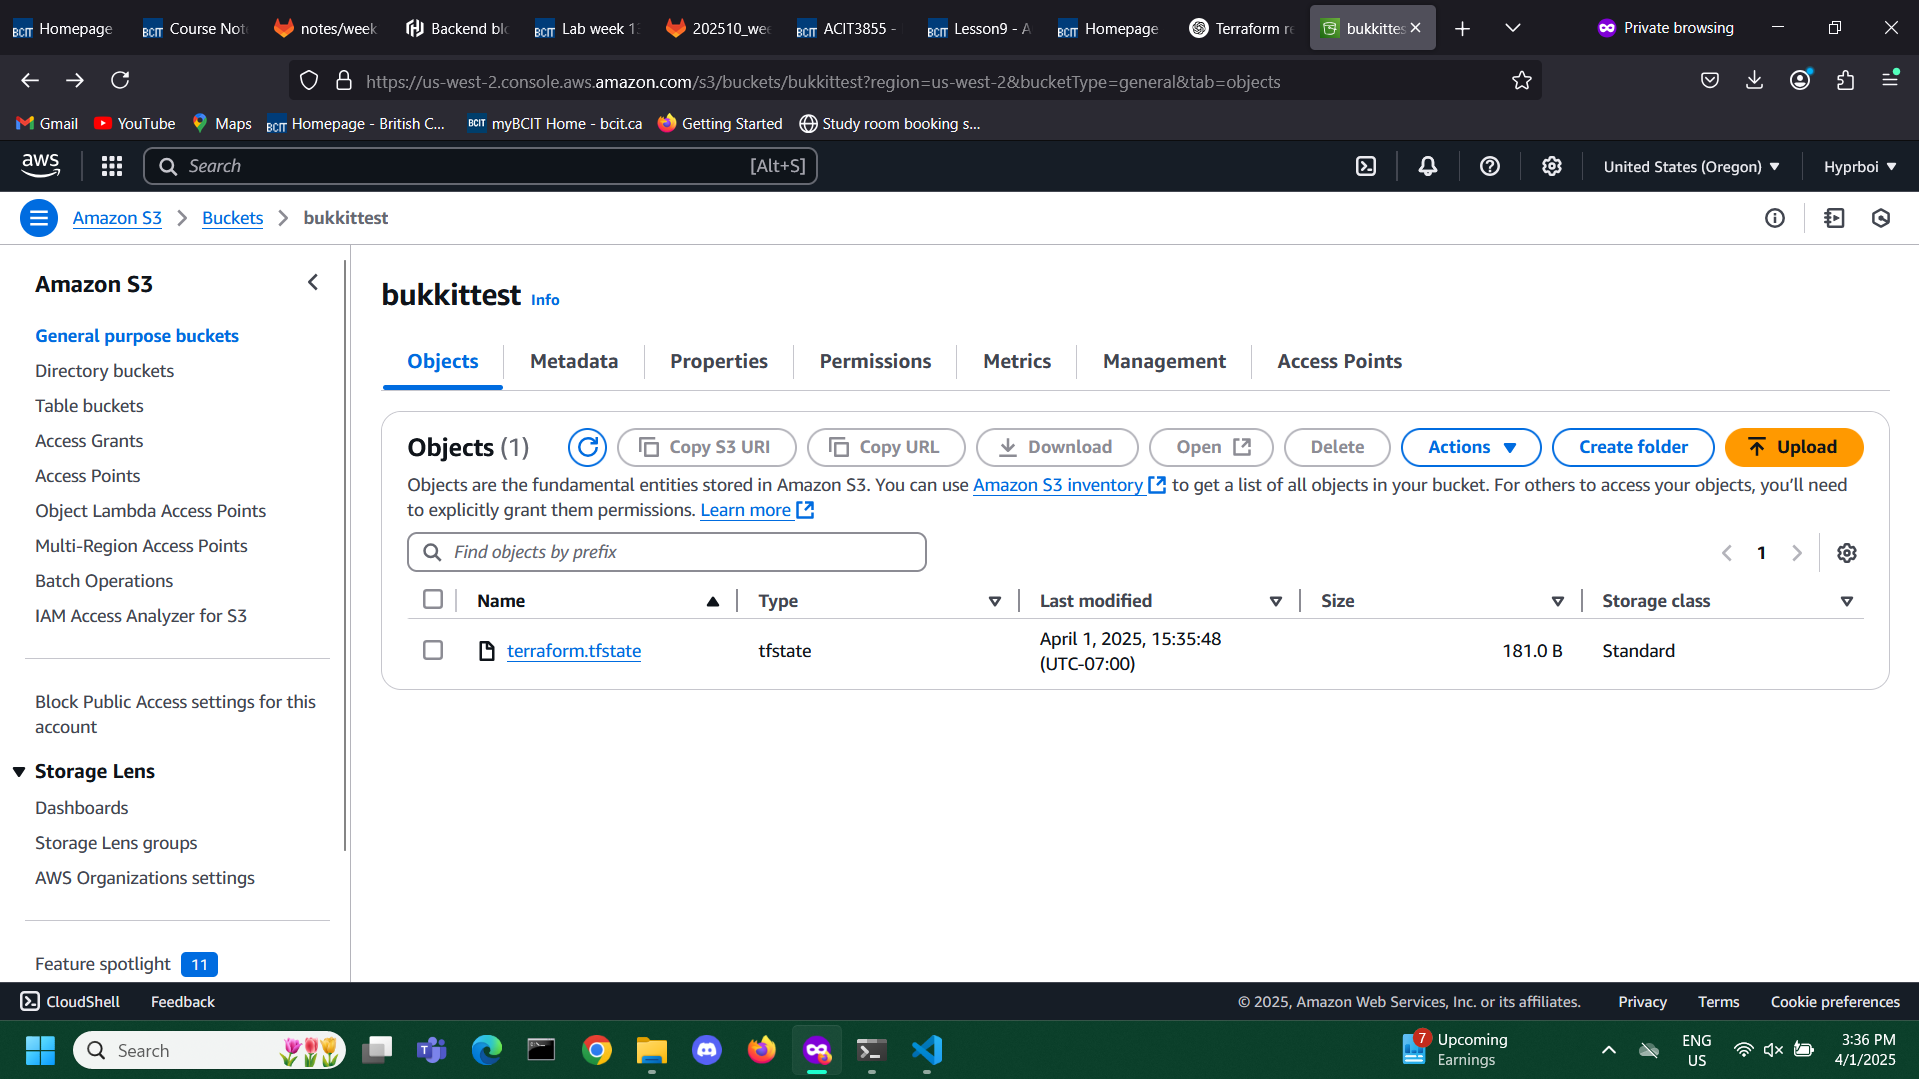 Homepage
Course Not
notes/week
Backend blo
Lab week 13
202510_wee
ACIT3855 -
Lesson9 - A
Homepage
Terraform re
bukkittes
Private browsing
https://us-west-2.console.aws.amazon.com/s3/buckets/bukkittest?region=us-west-2&bucketType=general&tab=objects
Gmail
YouTube
Maps
BCIT Homepage - British C...
BCIT myBCIT Home - bcit.ca
Getting Started
Study room booking s...
aws
Search
[Alt+S]
United States (Oregon)
Hyprboi
Amazon S3
Buckets
bukkittest
Amazon S3
General purpose buckets
Directory buckets
Table buckets
Access Grants
Access Points
Object Lambda Access Points
Multi-Region Access Points
Batch Operations
IAM Access Analyzer for S3
Block Public Access settings for this
account
Storage Lens
Dashboards
Storage Lens groups
AWS Organizations settings
Feature spotlight 11
bukkittest Info
Objects
Metadata
Properties
Permissions
Metrics
Management
Access Points
Objects (1)
Copy S3 URI
Copy URL
Download
Open
Delete
Actions
Create folder
Upload
Objects are the fundamental entities stored in Amazon S3. You can use Amazon S3 inventory to get a list of all objects in your bucket. For others to access your objects, you'll need
to explicitly grant them permissions. Learn more
Find objects by prefix
1
Name
Type
Last modified
Size
Storage class
terraform.tfstate
tfstate
April 1, 2025, 15:35:48
(UTC-07:00)
181.0 B
Standard
CloudShell
Feedback
© 2025, Amazon Web Services, Inc. or its affiliates.
Privacy
Terms
Cookie preferences
Search
7
Upcoming
Earnings
ENG
US
3:36 PM
4/1/2025